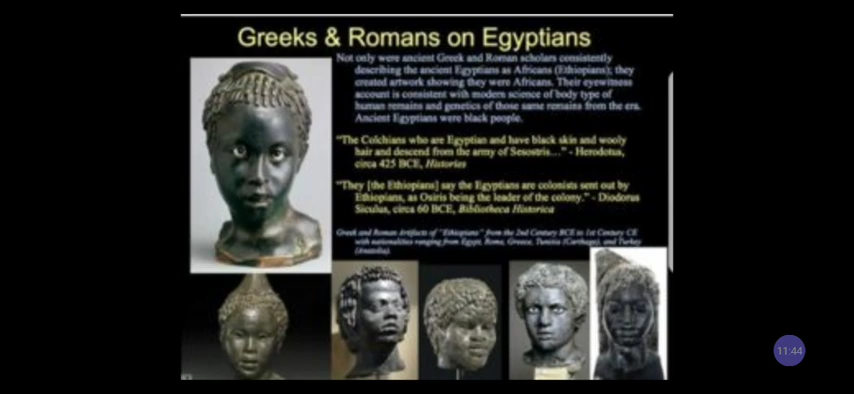 Greeks & Romans on Egyptians
Not only were ancient Greek and Roman scholars consistently
describing the ancient Egyptians as Africans (Ethiopians); they
created artwork showing they were Africans. Their eyewitness
account is consistent with modern science of body type of
human remains and genetics of those same remains from the era.
Ancient Egyptians were black people.
"The Colchians who are Egyptian and have black skin and wooly
hair and descend from the army of Sesostris…" - Herodotus,
circa 425 BCE, Histories
"They [the Ethiopians] say the Egyptians are colonists sent out by
Ethiopians, as Osiris being the leader of the colony." - Diodorus
Siculus, circa 60 BCE, Bibliotheca Historica
Greek and Roman Artifacts of "Ethiopians" from the 2nd Century BCE to 1st Century CE
with nationalities ranging from Egypt, Rome, Greece, Tunisia (Carthage), and Turkey
(Anatolia).
11:44